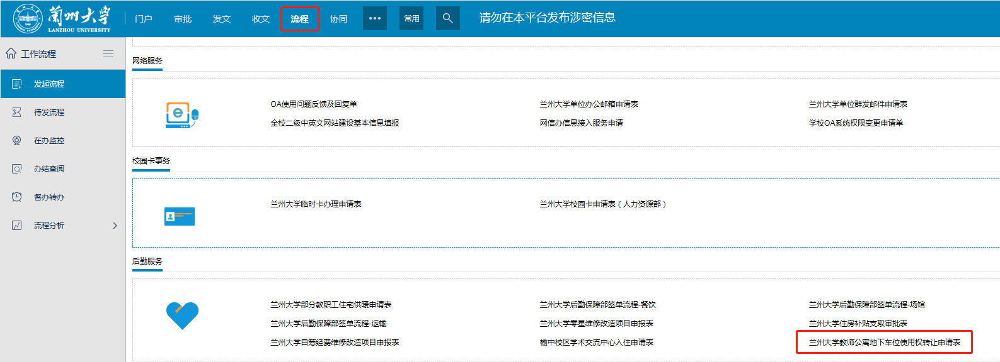 兰州大学
LANZHOU UNIVERSITY
门户 审批 发文 收文 流程 协同 ••• 常用 请勿在本平台发布涉密信息
工作流程
发起流程
待发流程
在办监控
办结查阅
督办转办
流程分析
网络服务
OA使用问题反馈及回复单 兰州大学单位办公邮箱申请表 兰州大学单位群发邮件申请表
全校二级中英文网站建设基本信息填报 网信办信息接入服务申请 学校OA系统权限变更申请单
校园卡事务
兰州大学临时卡办理申请表 兰州大学校园卡申请表（人力资源部）
后勤服务
兰州大学部分教职工住宅供暖申请表 兰州大学后勤保障部签单流程-餐饮 兰州大学后勤保障部签单流程-场馆
兰州大学后勤保障部签单流程-运输 兰州大学零星维修改造项目申报表 兰州大学住房补贴支取审批表
兰州大学自筹经费维修改造项目申报表 榆中校区学术交流中心入住申请表 兰州大学教师公寓地下车位使用权转让申请表